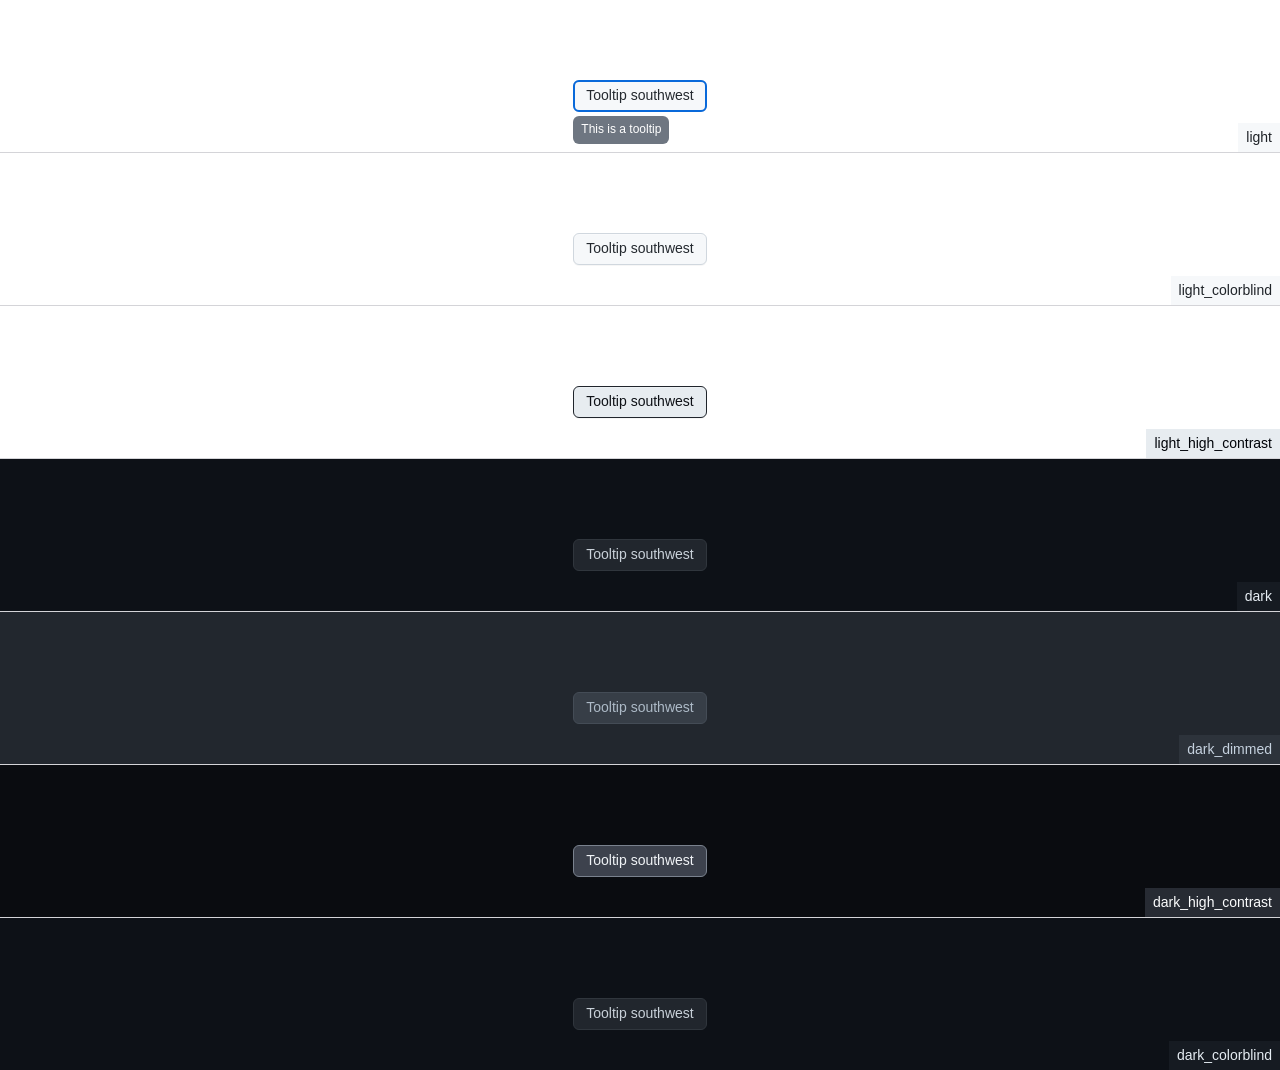 Tooltip southwest
This is a tooltip
light
Tooltip southwest
light_colorblind
Tooltip southwest
light_high_contrast
Tooltip southwest
dark
Tooltip southwest
dark_dimmed
Tooltip southwest
dark_high_contrast
Tooltip southwest
dark_colorblind